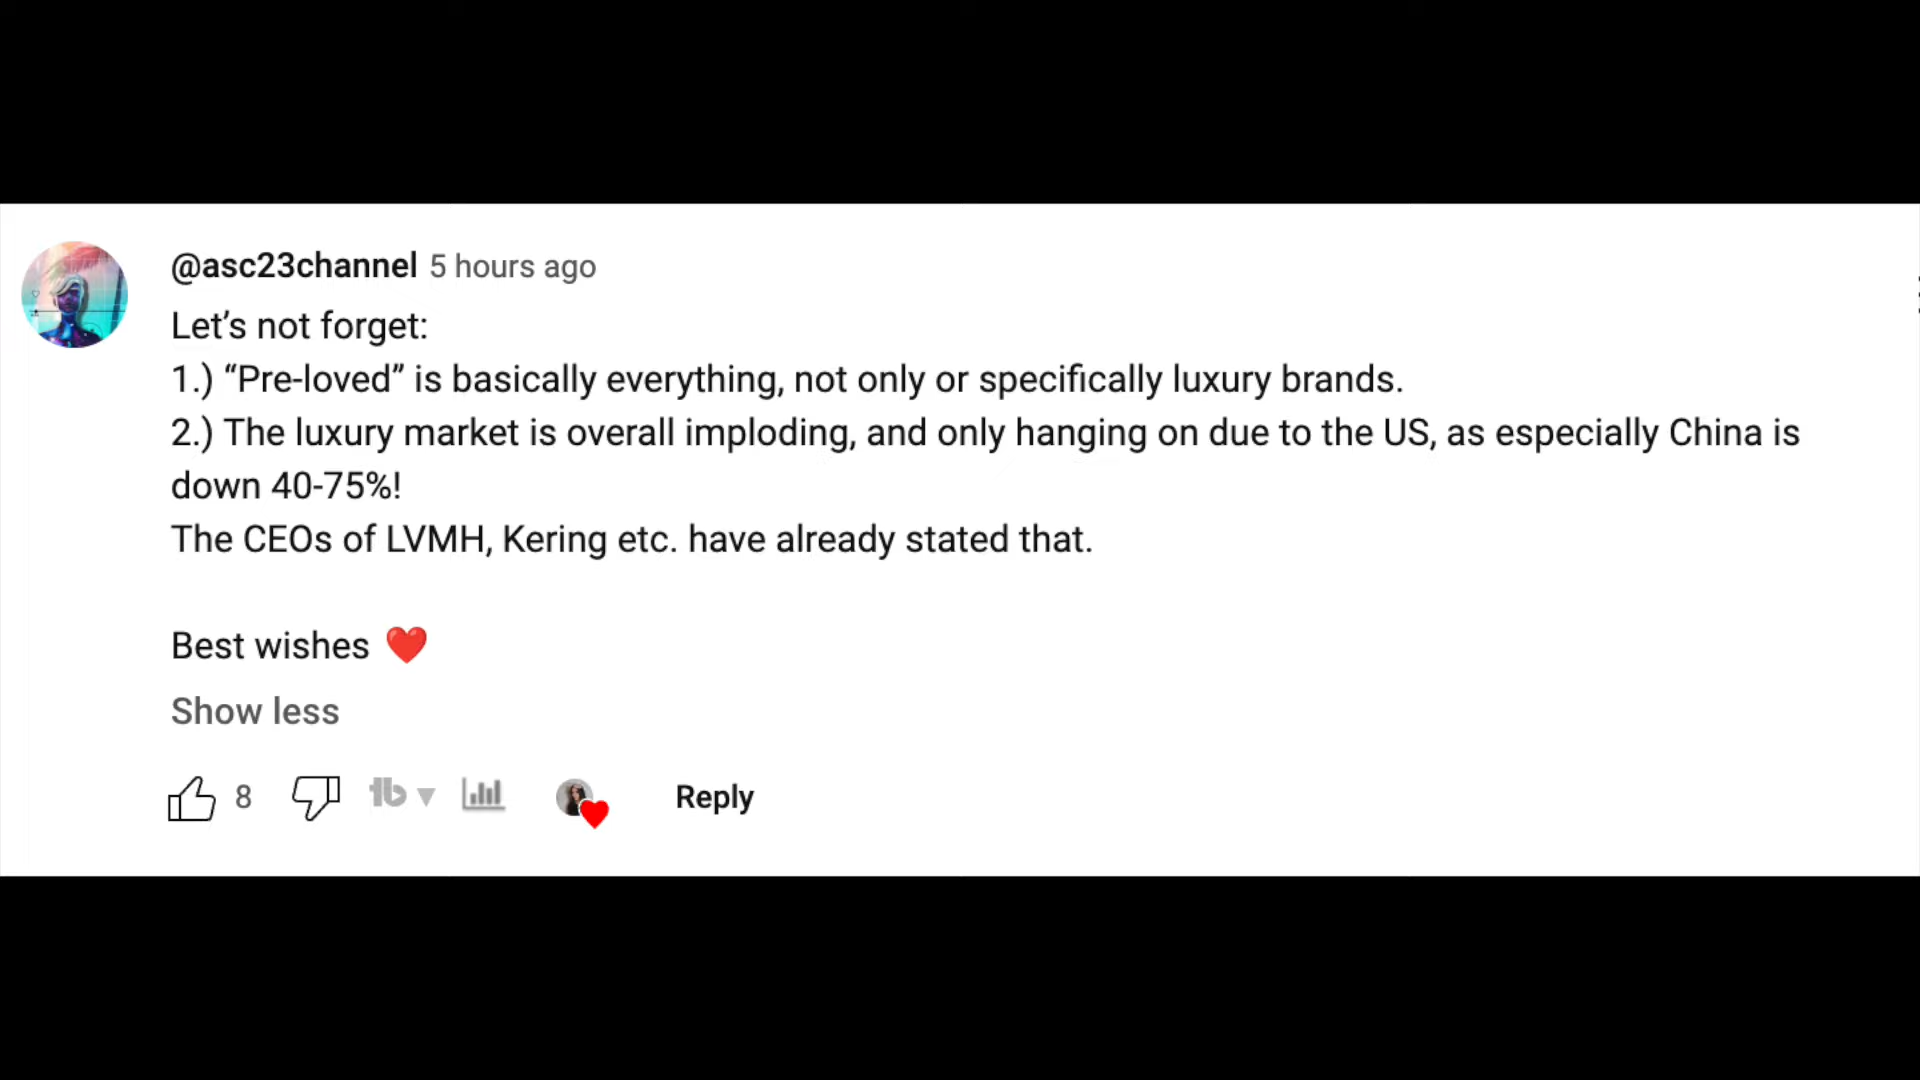 @asc23channel 5 hours ago
Let’s not forget:
1.) “Pre-loved” is basically everything, not only or specifically luxury brands.
2.) The luxury market is overall imploding, and only hanging on due to the US, as especially China is
down 40-75%!
The CEOs of LVMH, Kering etc. have already stated that.
Best wishes ❤️
Show less
8 tb Reply